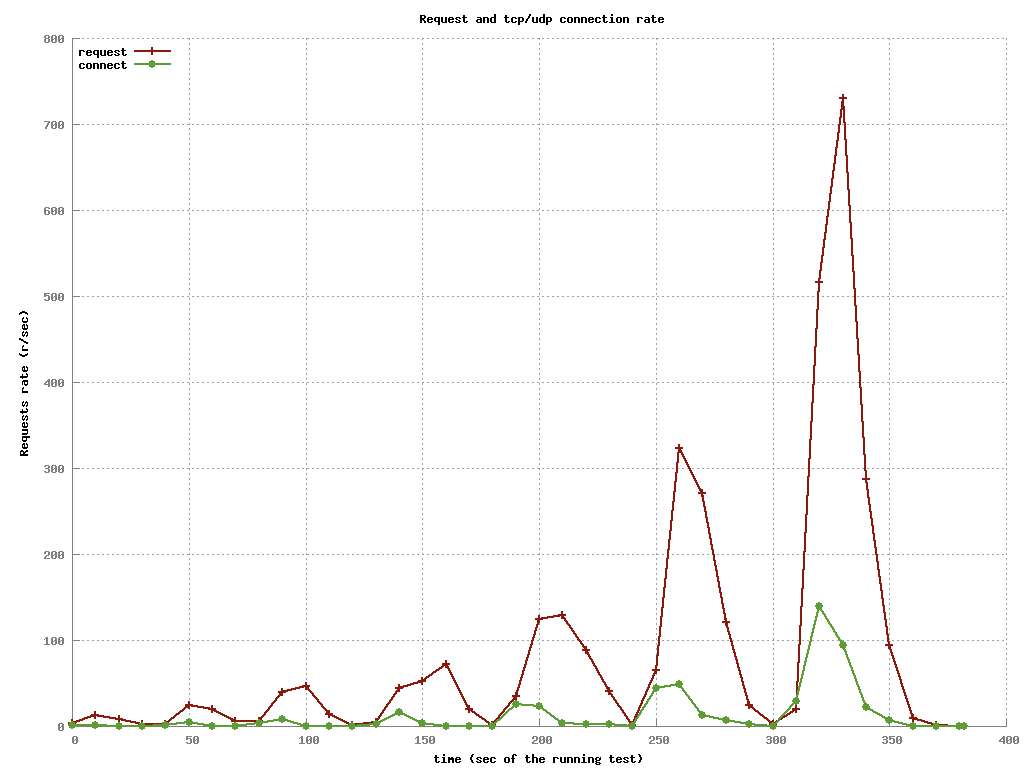 Request and tcp/udp connection rate
800
700
600
500
400
300
200
100
0
request
connect
Requests rate (r/sec)
0 50 100 150 200 250 300 350 400
time (sec of the running test)